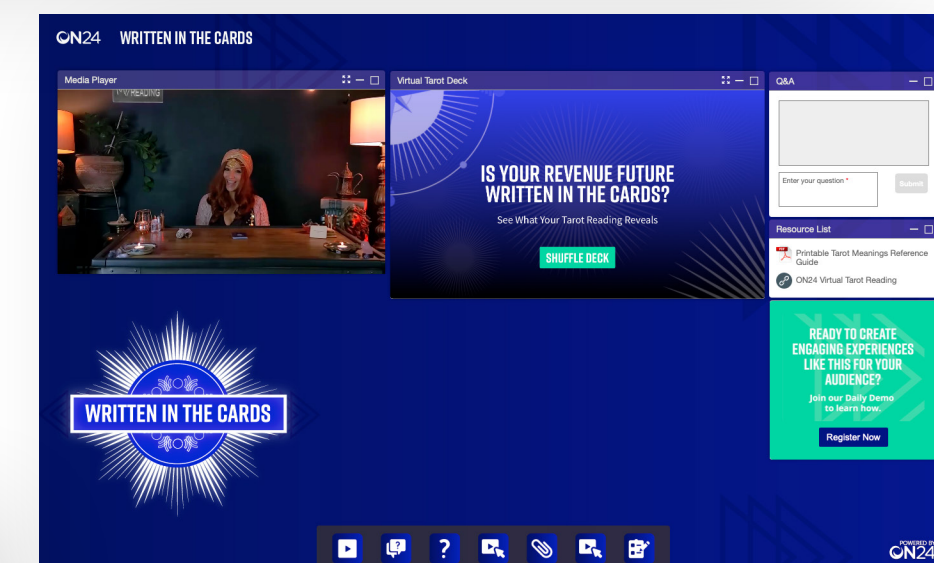 ON24 WRITTEN IN THE CARDS
Media Player
READING
Virtual Tarot Deck
IS YOUR REVENUE FUTURE
WRITTEN IN THE CARDS?
See What Your Tarot Reading Reveals
SHUFFLE DECK
Q&A
Enter your question *
Submit
Resource List
Printable Tarot Meanings Reference
Guide
ON24 Virtual Tarot Reading
READY TO CREATE
ENGAGING EXPERIENCES
LIKE THIS FOR YOUR
AUDIENCE?
Join our Daily Demo
to learn how.
Register Now
WRITTEN IN THE CARDS
POWERED BY
ON24